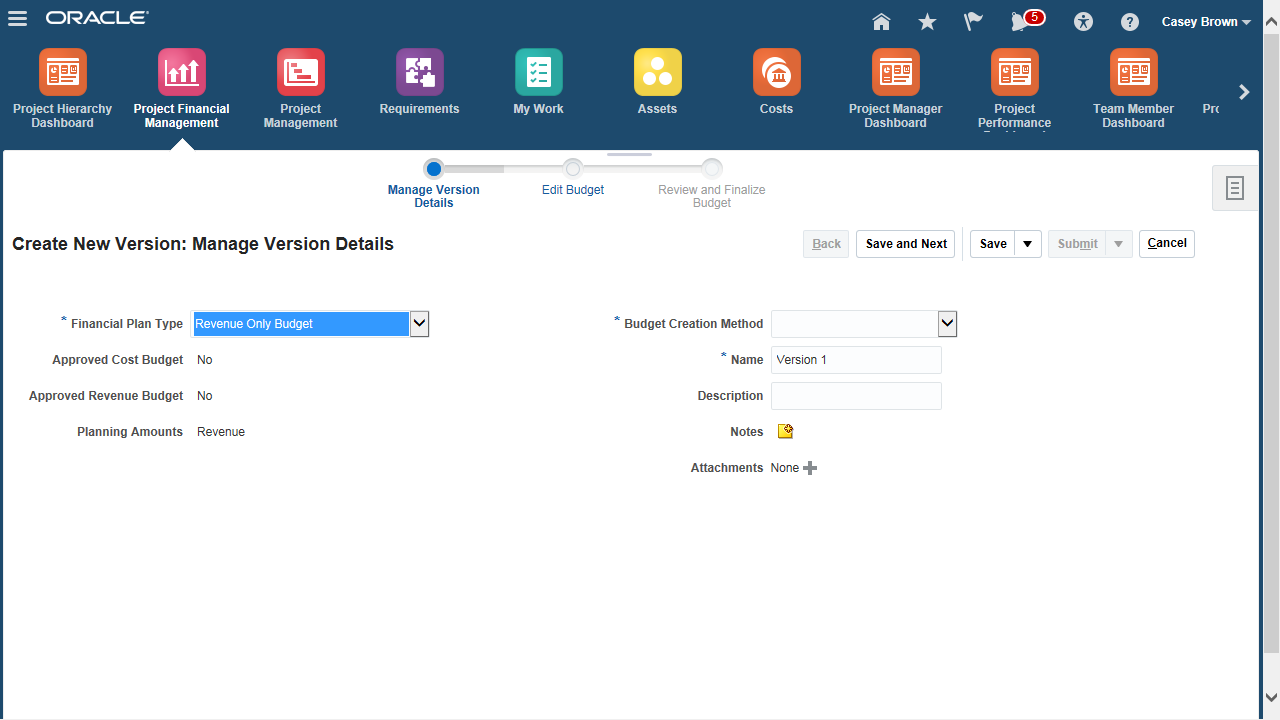 ORACLE
5
Casey Brown
Project Hierarchy
Dashboard
Project Financial
Management
Project
Management
Requirements
My Work
Assets
Costs
Project Manager
Dashboard
Project
Performance
Team Member
Dashboard
Manage Version
Details
Edit Budget
Review and Finalize
Budget
Create New Version: Manage Version Details
Back
Save and Next
Save
Submit
Cancel
* Financial Plan Type Revenue Only Budget
Approved Cost Budget No
Approved Revenue Budget No
Planning Amounts Revenue
* Budget Creation Method
* Name Version 1
Description
Notes
Attachments None